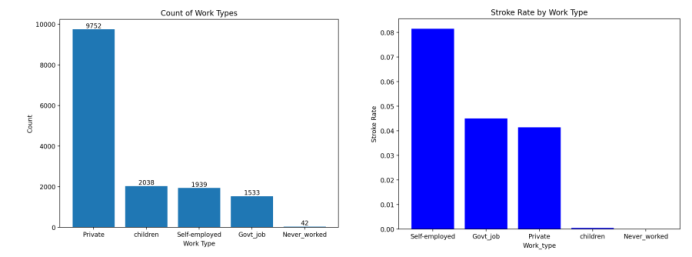 Count of Work Types
10000
8000
6000
4000
2000
0
Count
9752
2038
1939
1533
42
Private children Self-employed Govt_job Never_worked
Work Type
Stroke Rate by Work Type
0.08
0.07
0.06
0.05
0.04
0.03
0.02
0.01
0.00
Stroke Rate
Self-employed Govt_job Private children Never_worked
Work_type